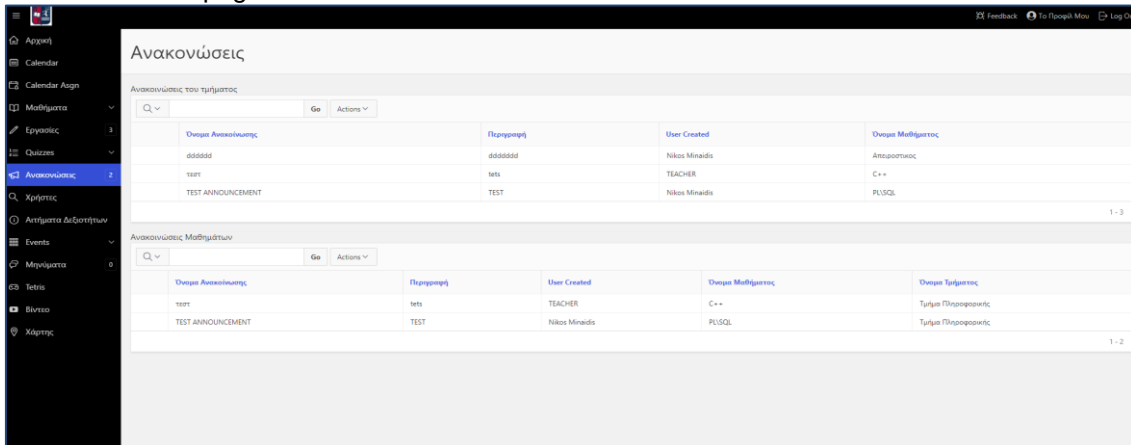 Feedback Το Προφίλ Μου Log Ou
Αρχική
Calendar
Calendar Asgn
Μαθήματα
Εργασίες 3
Quizzes
Ανακονώσεις 2
Χρήστες
Αιτήματα Δεξιοτήτων
Events
Μηνύματα 0
Tetris
Βίντεο
Χάρτης
Ανακονώσεις
Ανακοινώσεις του τμήματος
Go Actions
Όνομα Ανακοίνωσης Περιγραφή User Created Όνομα Μαθήματος
dddddd ddddddd Nikos Minaidis Απειροστικος
τεστ tets TEACHER C++
TEST ANNOUNCEMENT TEST Nikos Minaidis PL\SQL
1 - 3
Ανακοινώσεις Μαθημάτων
Go Actions
Όνομα Ανακοίνωσης Περιγραφή User Created Όνομα Μαθήματος Όνομα Τμήματος
τεστ tets TEACHER C++ Τμήμα Πληροφορικής
TEST ANNOUNCEMENT TEST Nikos Minaidis PL\SQL Τμήμα Πληροφορικής
1 - 2